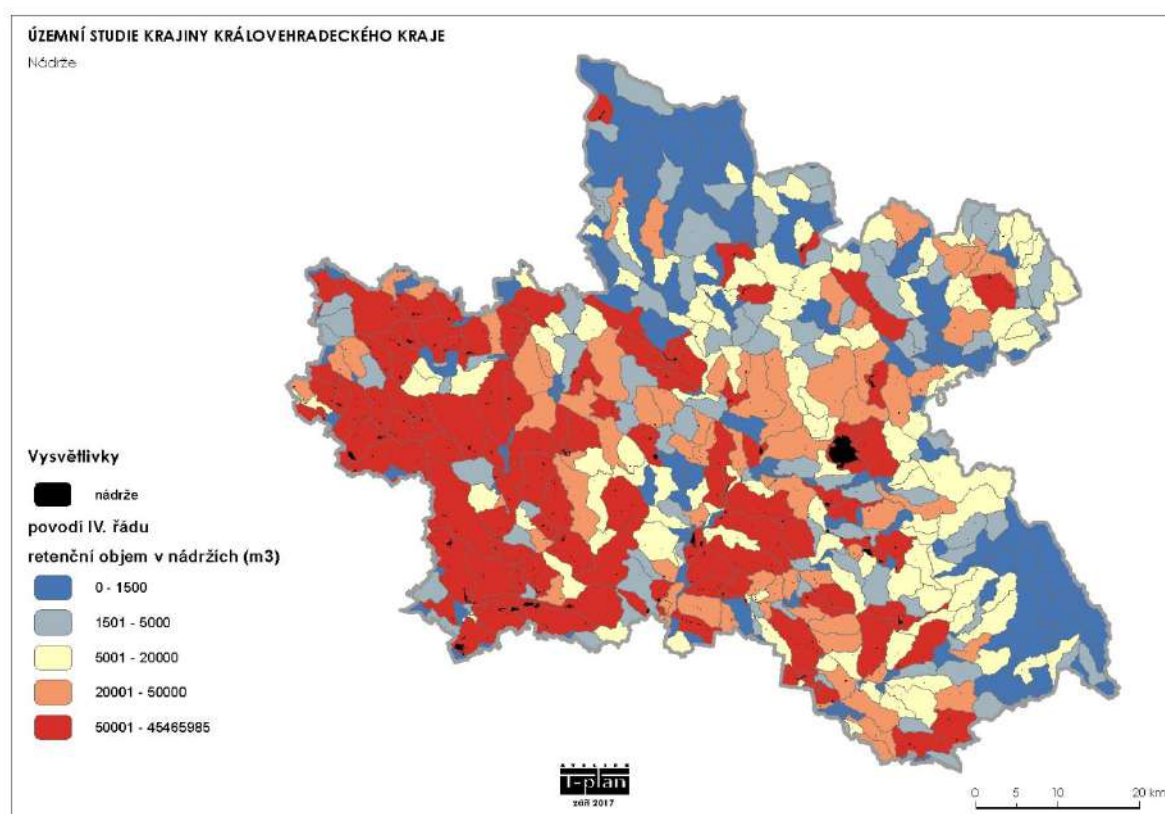 ÚZEMNÍ STUDIE KRAJINY KRÁLOVEHRADECKÉHO KRAJE
Nádrže
Vysvětlivky
nádrže
povodí IV. řádu
retenční objem v nádržích (m3)
0 - 1500
1501 - 5000
5001 - 20000
20001 - 50000
50001 - 45465985
ATELIER
T-plan
září 2017
0 5 10 20 km